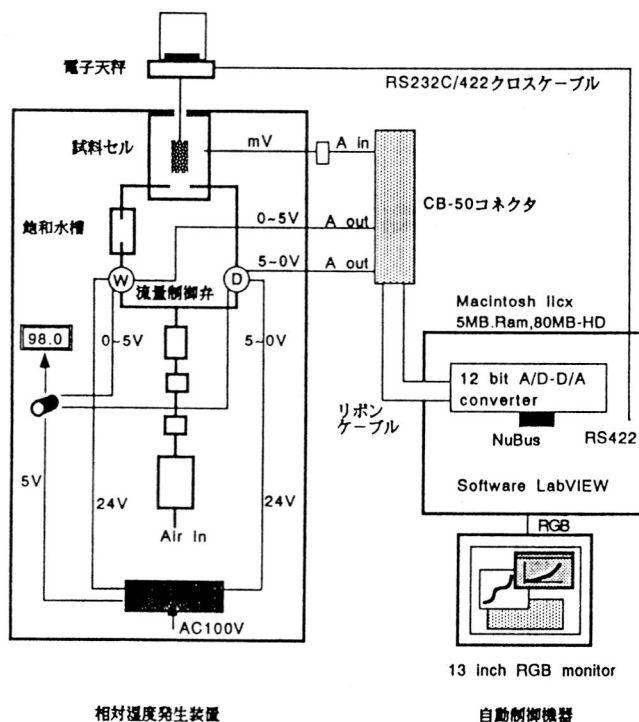 電子天秤
RS232C/422クロスケーブル
試料セル
mV
A in
CB-50コネクタ
飽和水槽
0~5V
A out
5~0V
A out
W
D
流量制御弁
Macintosh IIcx
5MB.Ram,80MB-HD
98.0
0~5V
5~0V
12 bit A/D-D/A
converter
リボン
ケーブル
NuBus
RS422
5V
24V
24V
Software LabVIEW
Air In
RGB
AC100V
13 inch RGB monitor
相対湿度発生装置
自動制御機器